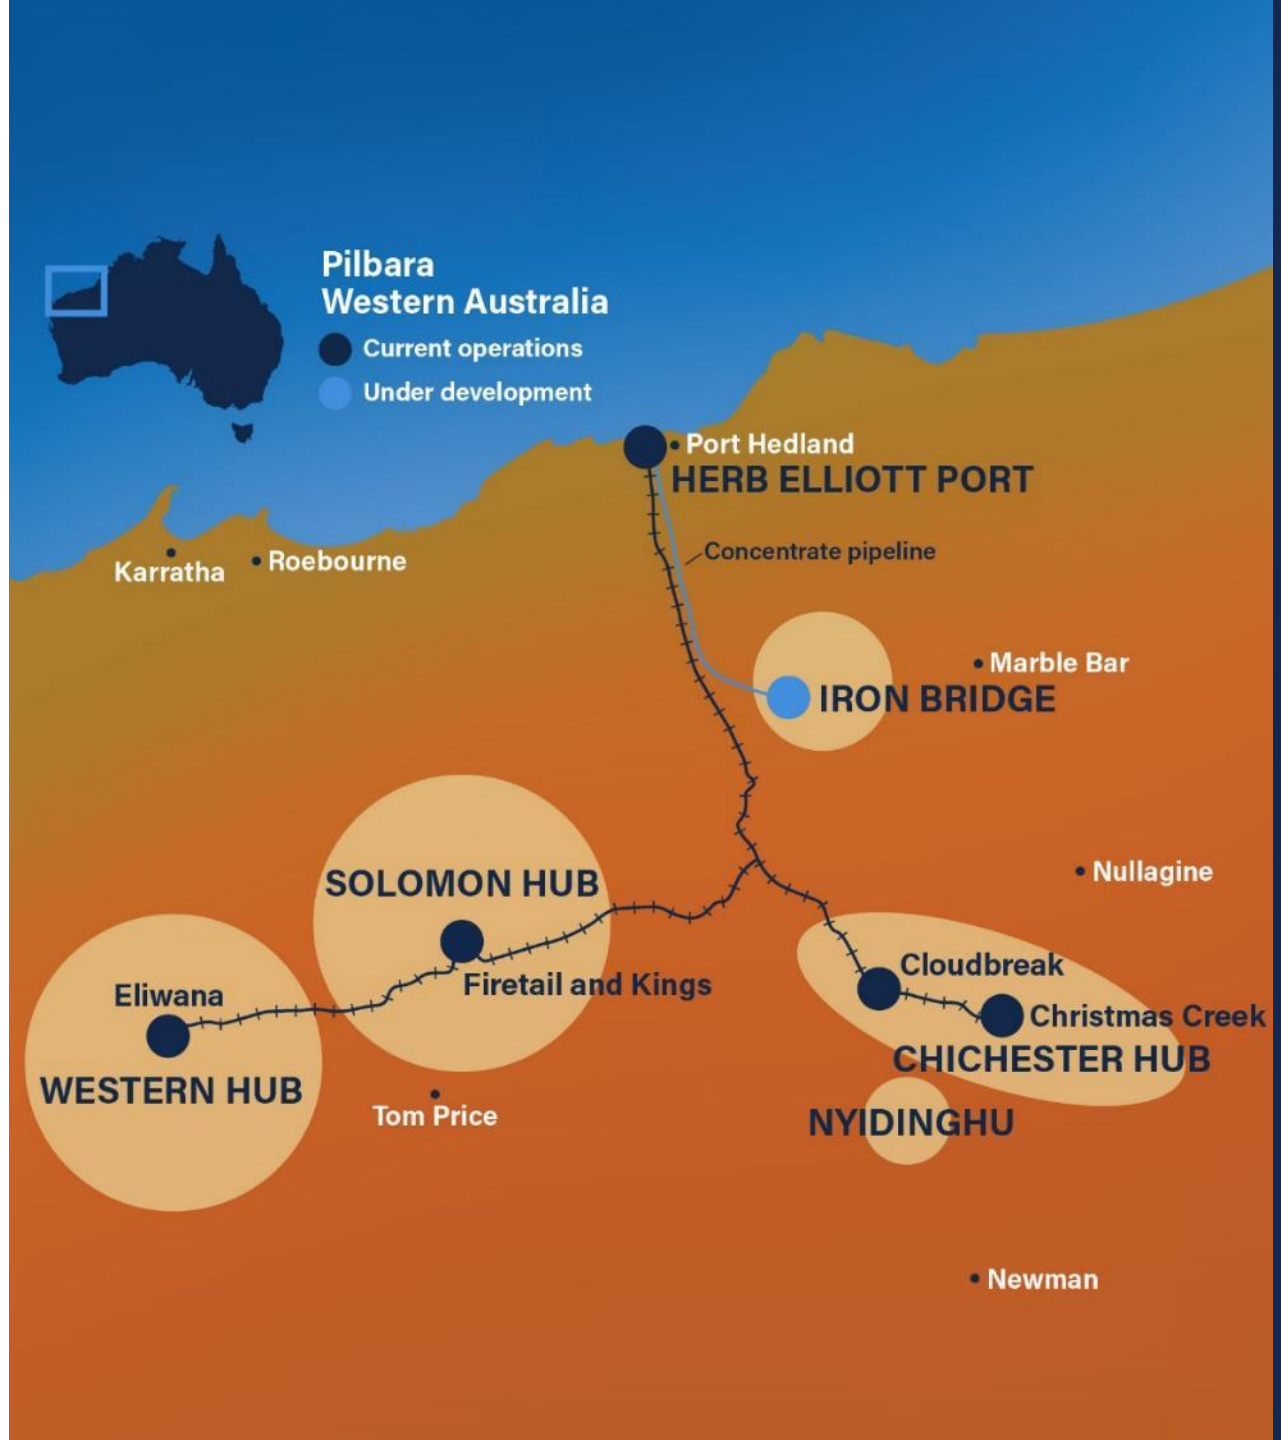 Pilbara
Western Australia
Current operations
Under development
Port Hedland
HERB ELLIOTT PORT
Concentrate pipeline
Karratha
Roebourne
Marble Bar
IRON BRIDGE
SOLOMON HUB
Nullagine
Firetail and Kings
Cloudbreak
Eliwana
Christmas Creek
CHICHESTER HUB
WESTERN HUB
Tom Price
NYIDINGHU
Newman